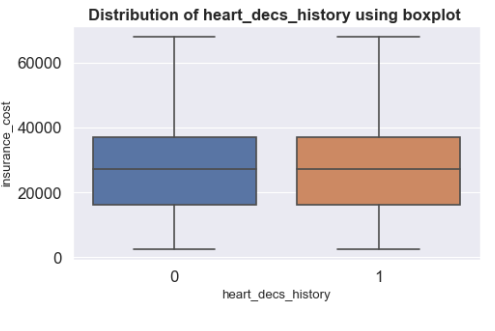 Distribution of heart_decs_history using boxplot
60000
40000
20000
0
insurance_cost
0 1
heart_decs_history